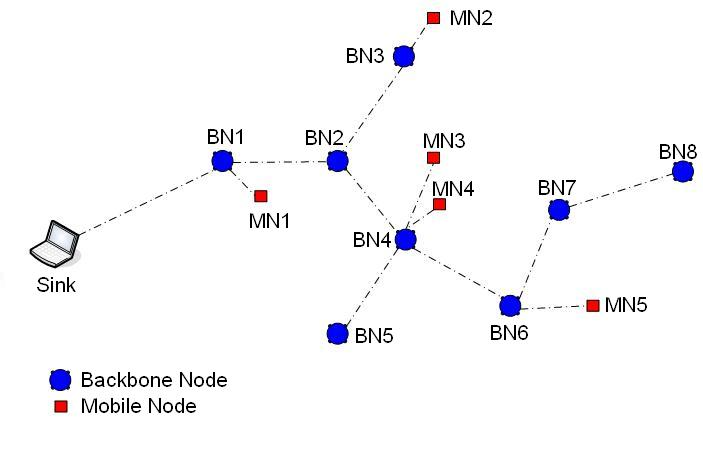 MN2
BN3
BN1
BN2
MN3
BN8
MN4
BN7
MN1
BN4
Sink
MN5
BN5
BN6
Backbone Node
Mobile Node